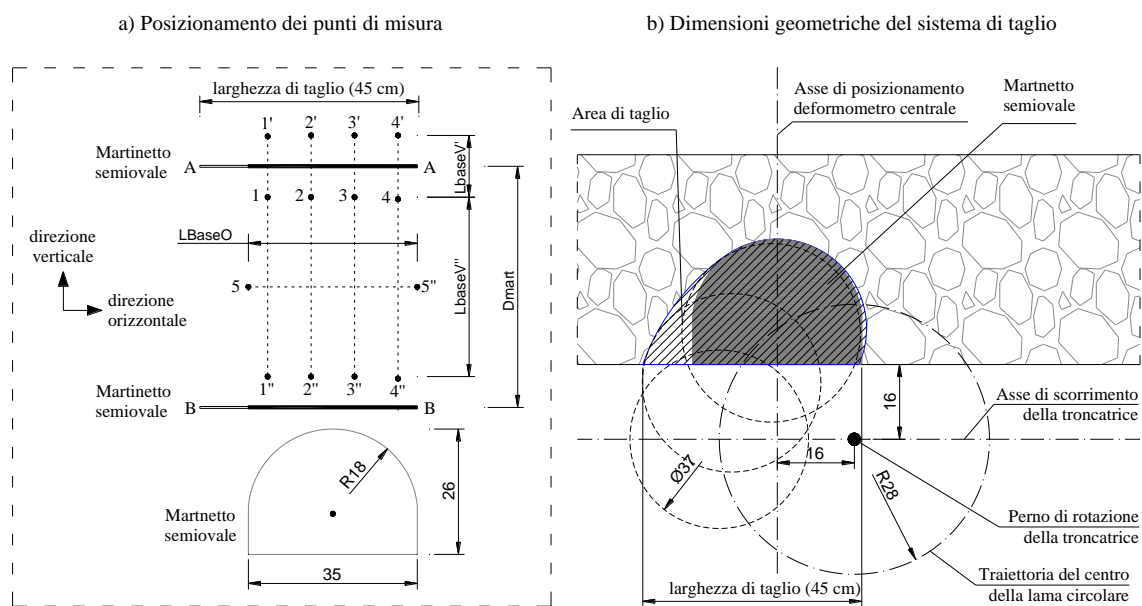 a) Posizionamento dei punti di misura
larghezza di taglio (45 cm)
1' 2' 3' 4'
Martinetto
semiovale
A A
LbaseV'
1 2 3 4
LBaseO
direzione
verticale
direzione
orizzontale
5 5"
LbaseV"
Dmart
1" 2" 3" 4"
Martinetto
semiovale
B B
R18
26
Martnetto
semiovale
35
b) Dimensioni geometriche del sistema di taglio
Asse di posizionamento
deformometro centrale
Martnetto
semiovale
Area di taglio
16
Asse di scorrimento
della troncatrice
16
Ø37
R28
Perno di rotazione
della troncatrice
Traiettoria del centro
della lama circolare
larghezza di taglio (45 cm)